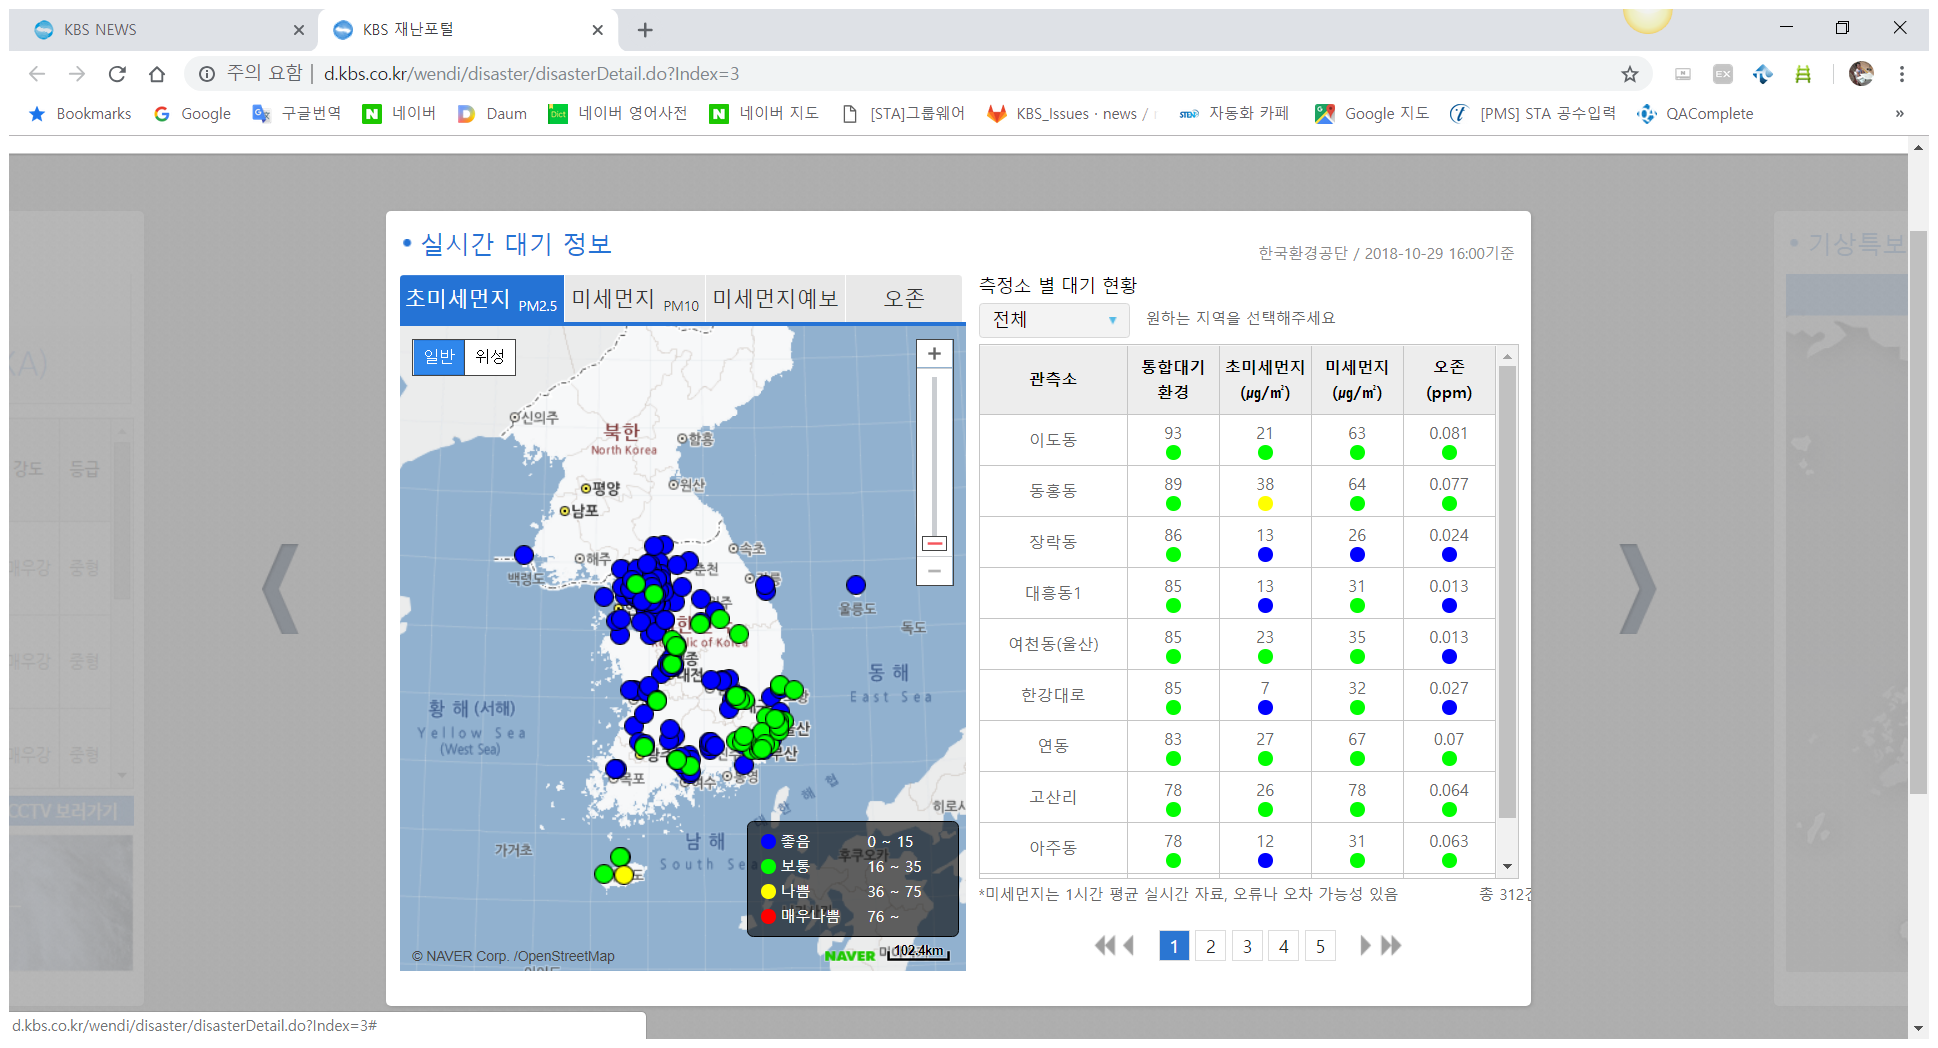 KBS NEWS
KBS 재난포털
주의 요함 | d.kbs.co.kr/wendi/disaster/disasterDetail.do?Index=3
EX
Bookmarks Google 구글번역 네이버 Daum 네이버 영어사전 네이버 지도 [STA]그룹웨어 KBS_Issues · news / 자동화 카페 Google 지도 [PMS] STA 공수입력 QAComplete »
실시간 대기 정보
한국환경공단 / 2018-10-29 16:00기준
초미세먼지 PM2.5 미세먼지 PM10 미세먼지예보 오존
일반 위성
신의주
북한
North Korea
함흥
평양
원산
남포
해주
속초
백령도
춘천
울릉도
독도
Republic of Korea
동 해
East Sea
황 해 (서해)
Yellow Sea
(West Sea)
목포
여수
통영
대 한 해 협
히로시
남 해
South Sea
가거초
후쿠오카
좋음 0 ~ 15
보통 16 ~ 35
나쁨 36 ~ 75
매우나쁨 76 ~
© NAVER Corp. /OpenStreetMap
NAVER
102.4km
측정소 별 대기 현황
전체 원하는 지역을 선택해주세요
관측소 통합대기 환경 초미세먼지 (㎍/㎥) 미세먼지 (㎍/㎥) 오존 (ppm)
이도동 93 21 63 0.081
동홍동 89 38 64 0.077
장락동 86 13 26 0.024
대흥동1 85 13 31 0.013
여천동(울산) 85 23 35 0.013
한강대로 85 7 32 0.027
연동 83 27 67 0.07
고산리 78 26 78 0.064
아주동 78 12 31 0.063
*미세먼지는 1시간 평균 실시간 자료, 오류나 오차 가능성 있음 총 312건
1 2 3 4 5
KA)
강도 등급
매우강 중형
매우강 중형
매우강 중형
CCTV 보러가기
기상특보
d.kbs.co.kr/wendi/disaster/disasterDetail.do?Index=3#